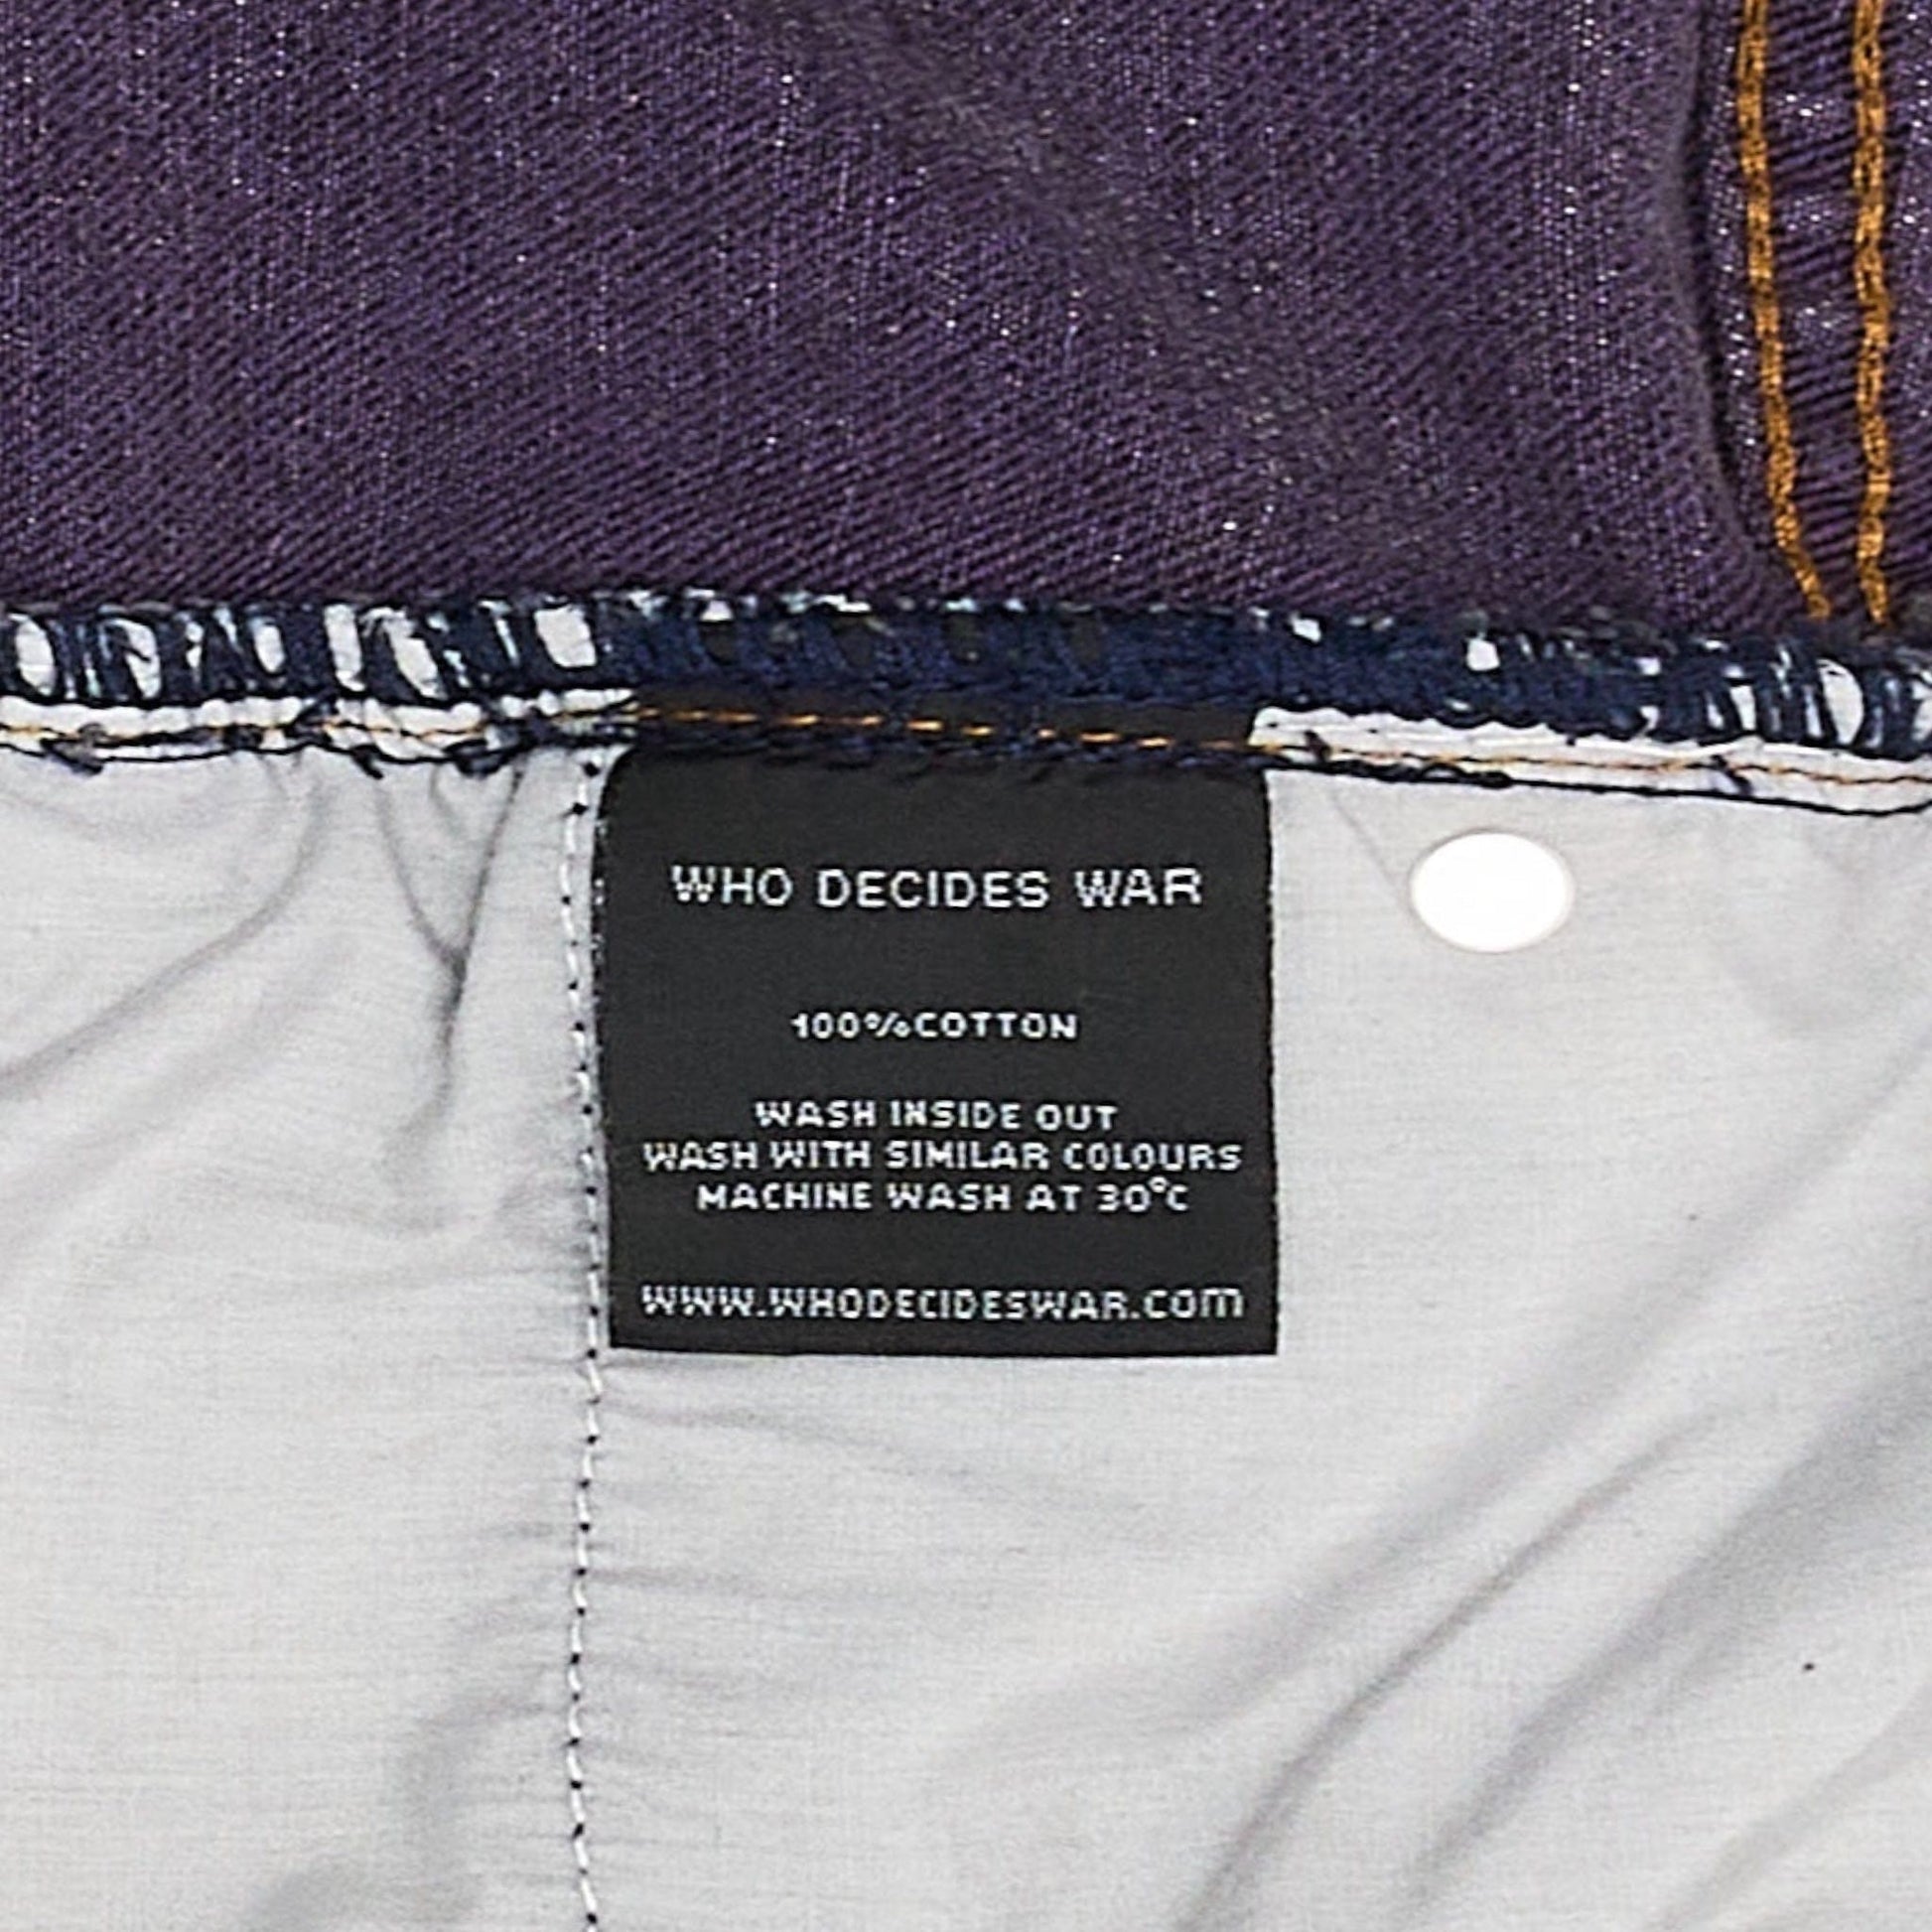 WHO DECIDES WAR
100%COTTON
WASH INSIDE OUT
WASH WITH SIMILAR COLOURS
MACHINE WASH AT 30°C
WWW.WHODECIDESWAR.COM